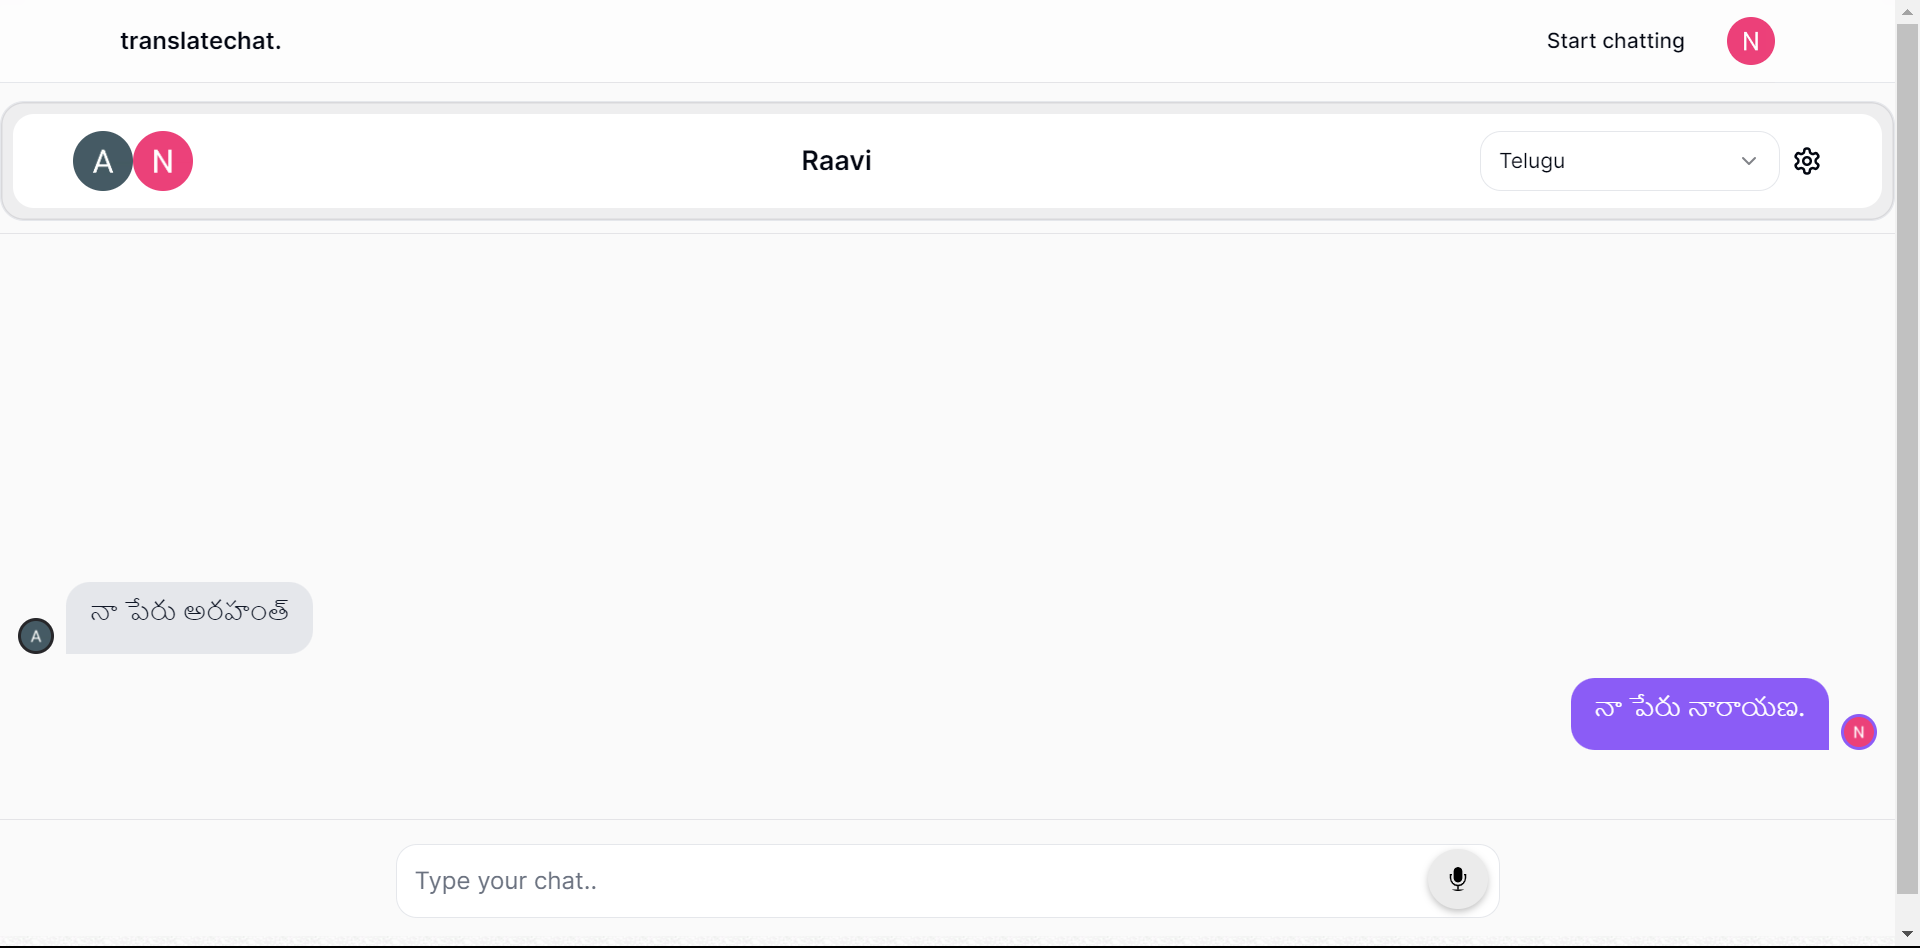 translatechat.
Start chatting
N
A
N
Raavi
Telugu
నా పేరు అరహంత్
A
నా పేరు నారాయణ.
N
Type your chat..